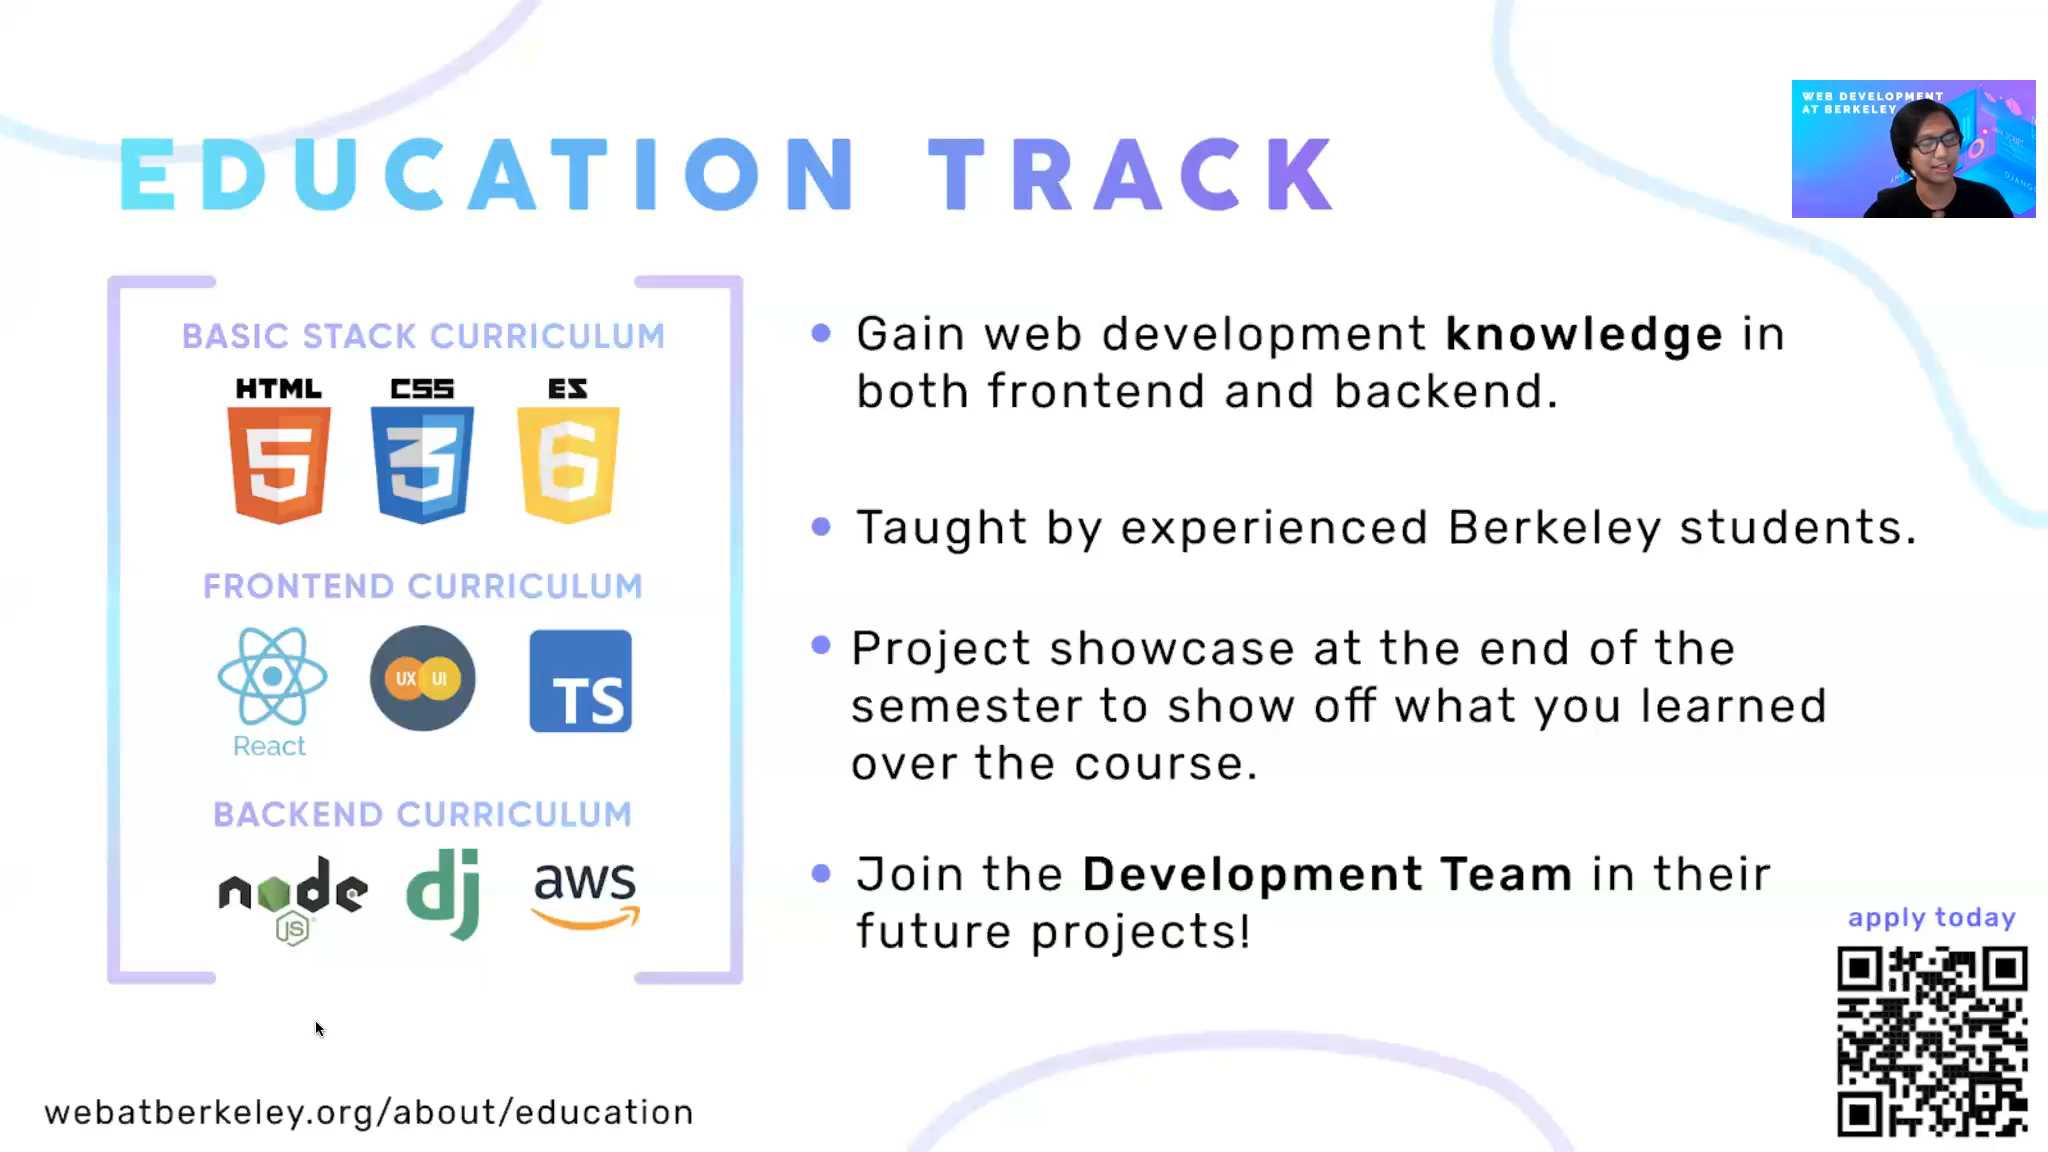 WEB DEVELOPMENT
AT BERKELEY
EDUCATION TRACK
BASIC STACK CURRICULUM
HTML CSS ES
5 3 6
FRONTEND CURRICULUM
UX UI
TS
React
BACKEND CURRICULUM
node dj aws
JS
Gain web development knowledge in
both frontend and backend.
Taught by experienced Berkeley students.
Project showcase at the end of the
semester to show off what you learned
over the course.
Join the Development Team in their
future projects!
apply today
webatberkeley.org/about/education